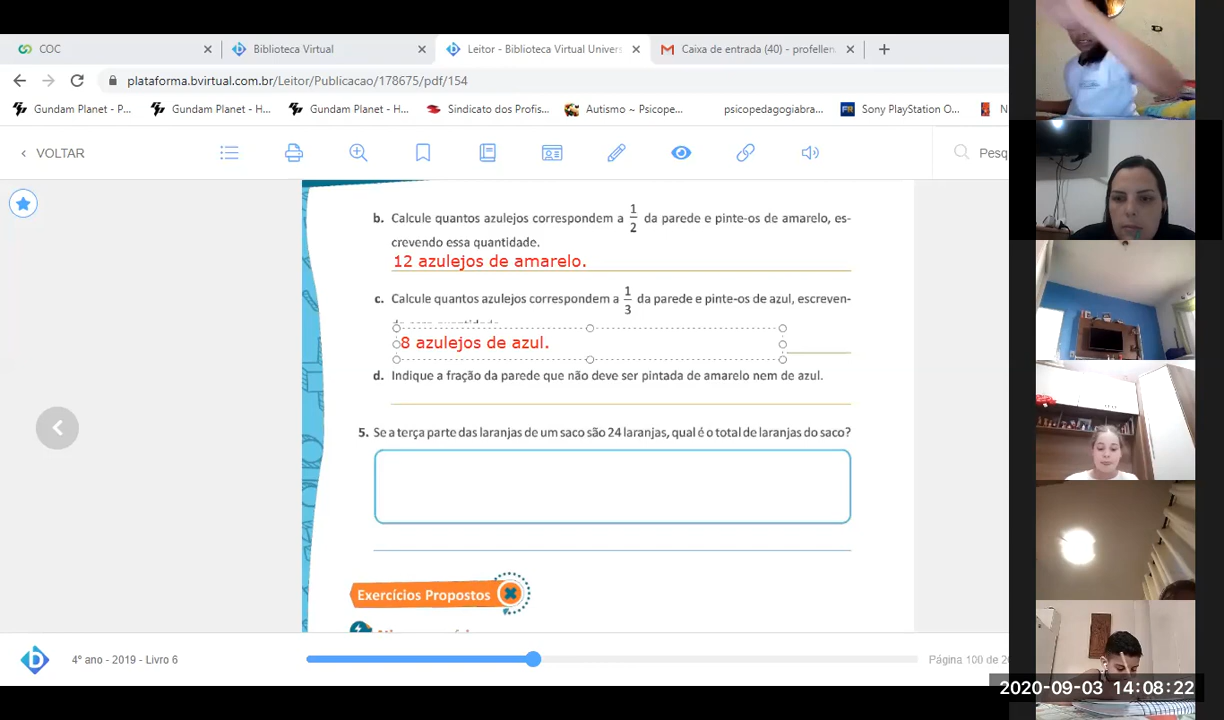 COC
Biblioteca Virtual
Leitor - Biblioteca Virtual Univers
Caixa de entrada (40) - profellen
plataforma.bvirtual.com.br/Leitor/Publicacao/178675/pdf/154
Gundam Planet - P...
Gundam Planet - H...
Gundam Planet - H...
Sindicato dos Profis...
Autismo ~ Psicope...
psicopedagogiabra...
FR
Sony PlayStation O...
N
VOLTAR
Pesq
b. Calcule quantos azulejos correspondem a 1/2 da parede e pinte-os de amarelo, es-
crevendo essa quantidade.
12 azulejos de amarelo.
c. Calcule quantos azulejos correspondem a 1/3 da parede e pinte-os de azul, escreven-
8 azulejos de azul.
d. Indique a fração da parede que não deve ser pintada de amarelo nem de azul.
5. Se a terça parte das laranjas de um saco são 24 laranjas, qual é o total de laranjas do saco?
Exercícios Propostos
4º ano - 2019 - Livro 6
Página 100 de
2020-09-03 14:08:22